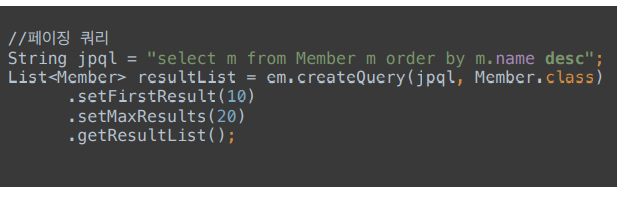 //페이징 쿼리
String jpql = "select m from Member m order by m.name desc";
List<Member> resultList = em.createQuery(jpql, Member.class)
.setFirstResult(10)
.setMaxResults(20)
.getResultList();